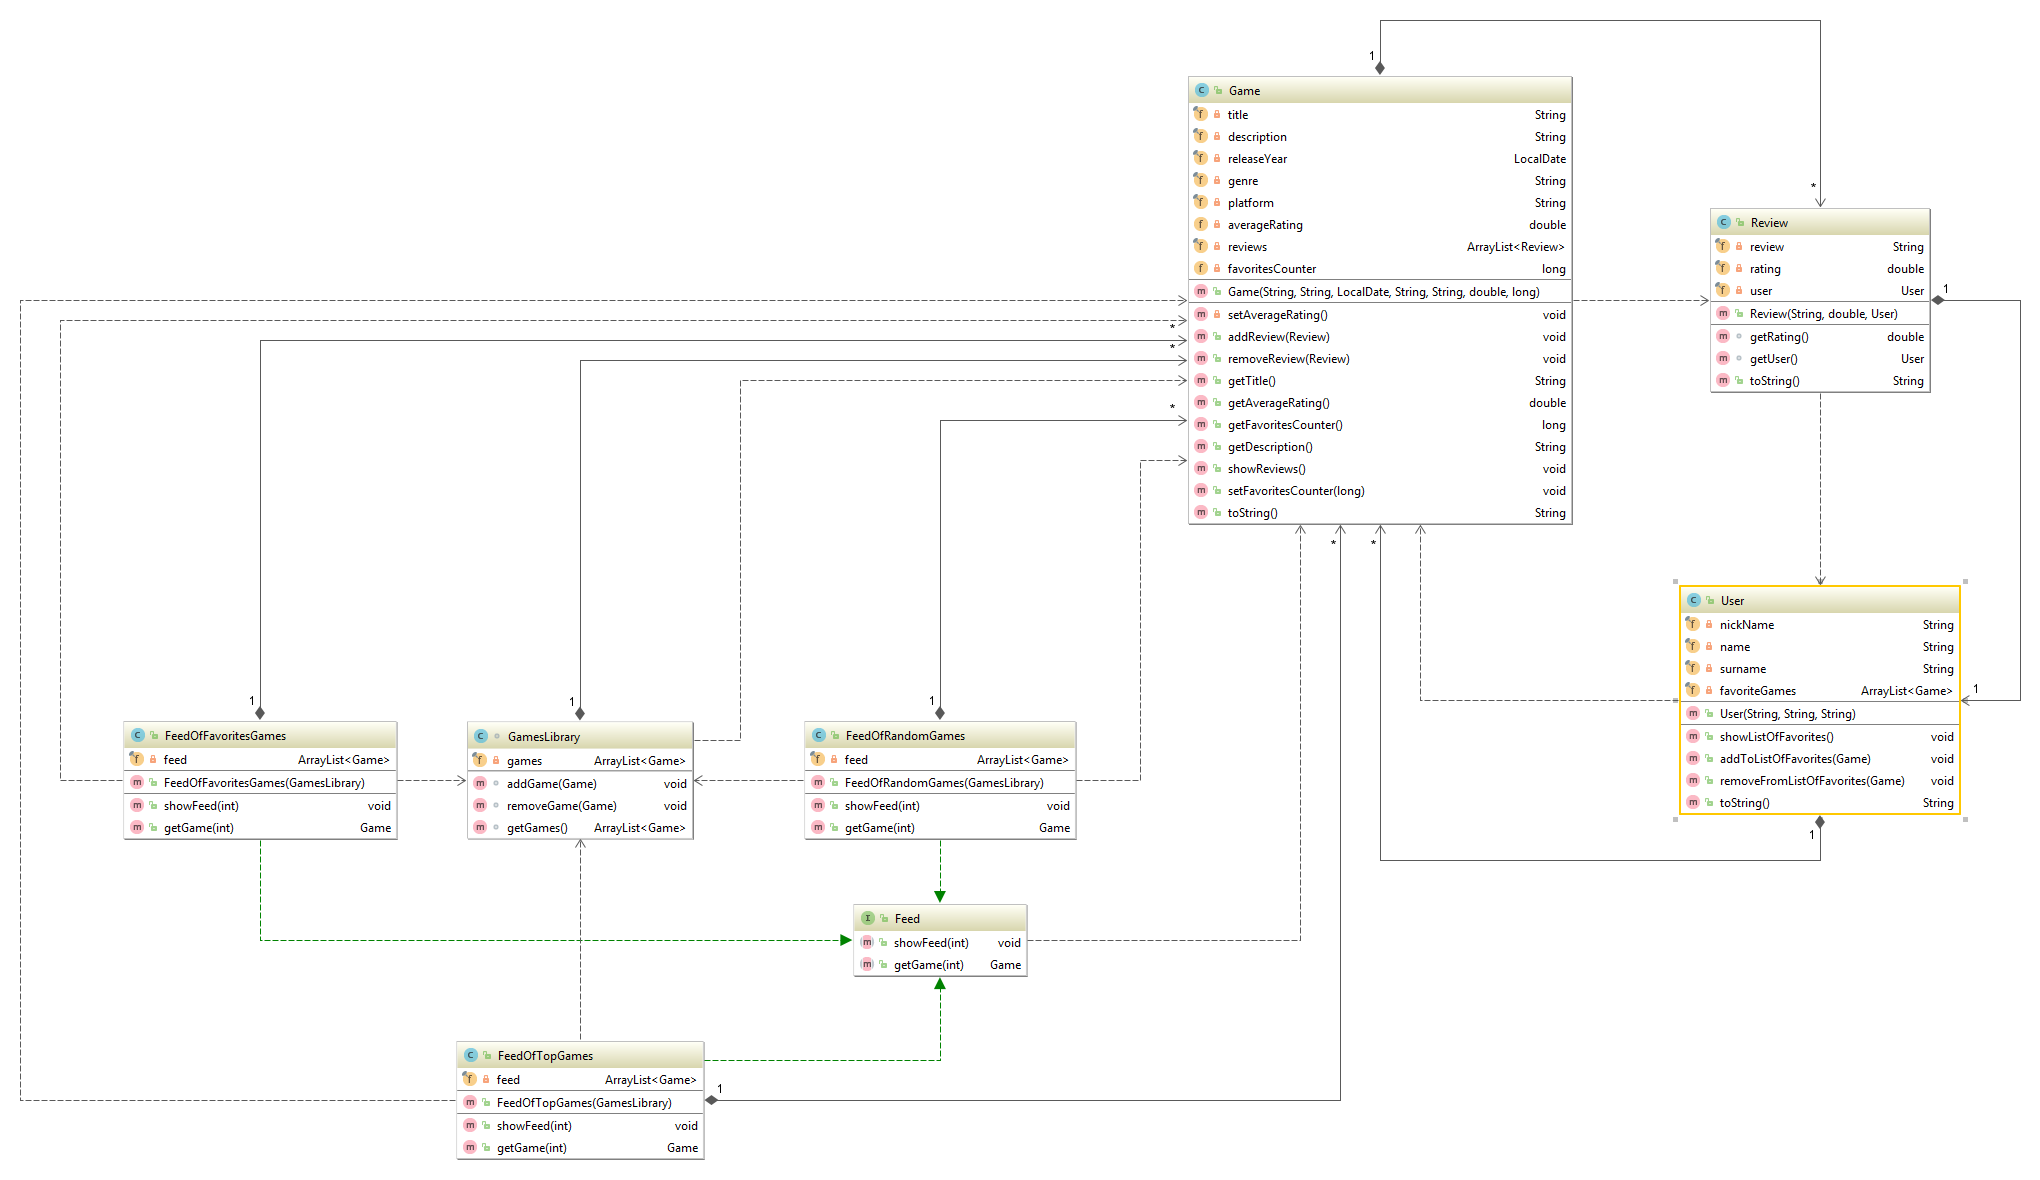 1
*
Game
title String
description String
releaseYear LocalDate
genre String
platform String
averageRating double
reviews ArrayList<Review>
favoritesCounter long
Game(String, String, LocalDate, String, String, double, long)
setAverageRating() void
addReview(Review) void
removeReview(Review) void
getTitle() String
getAverageRating() double
getFavoritesCounter() long
getDescription() String
showReviews() void
setFavoritesCounter(long) void
toString() String
*
*
*
*
*
Review
review String
rating double
user User
Review(String, double, User)
getRating() double
getUser() User
toString() String
1
User
nickName String
name String
surname String
favoriteGames ArrayList<Game>
User(String, String, String)
showListOfFavorites() void
addToListOfFavorites(Game) void
removeFromListOfFavorites(Game) void
toString() String
1
1
1
FeedOfFavoritesGames
feed ArrayList<Game>
FeedOfFavoritesGames(GamesLibrary)
showFeed(int) void
getGame(int) Game
1
GamesLibrary
games ArrayList<Game>
addGame(Game) void
removeGame(Game) void
getGames() ArrayList<Game>
1
FeedOfRandomGames
feed ArrayList<Game>
FeedOfRandomGames(GamesLibrary)
showFeed(int) void
getGame(int) Game
Feed
showFeed(int) void
getGame(int) Game
FeedOfTopGames
feed ArrayList<Game>
FeedOfTopGames(GamesLibrary)
showFeed(int) void
getGame(int) Game
1